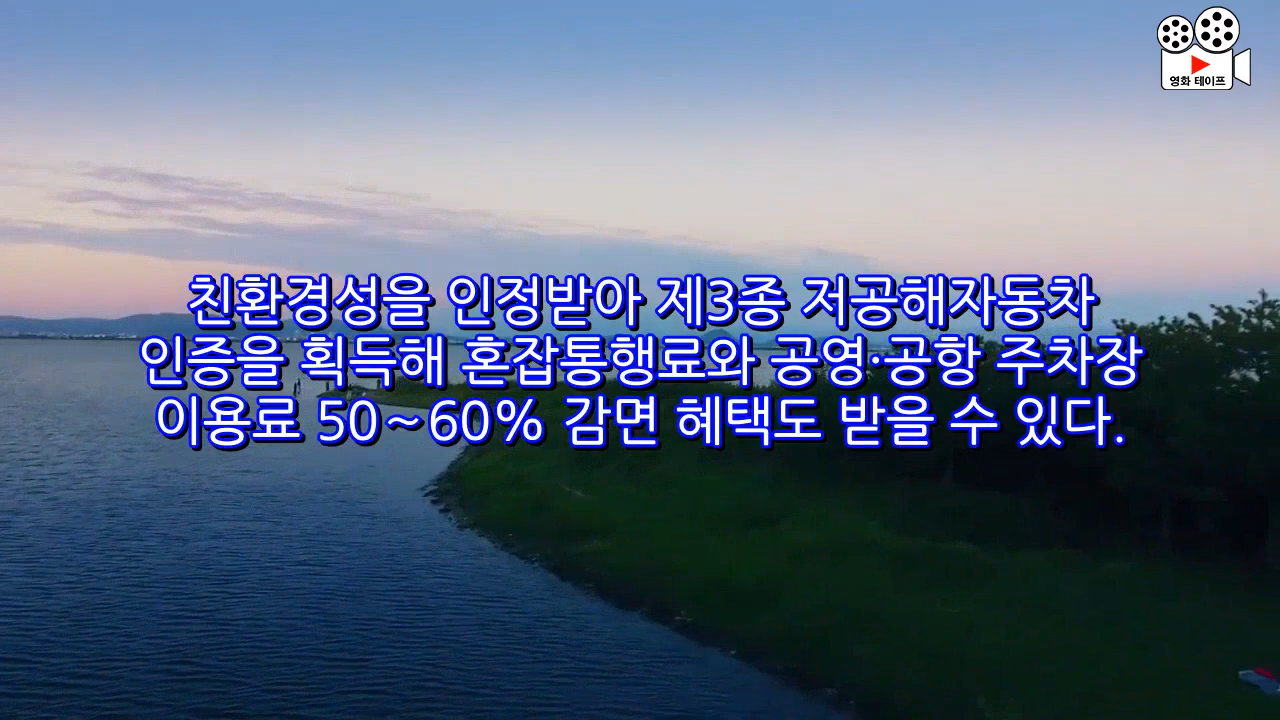 영화 테이프
친환경성을 인정받아 제3종 저공해자동차
인증을 획득해 혼잡통행료와 공영·공항 주차장
이용료 50~60% 감면 혜택도 받을 수 있다.